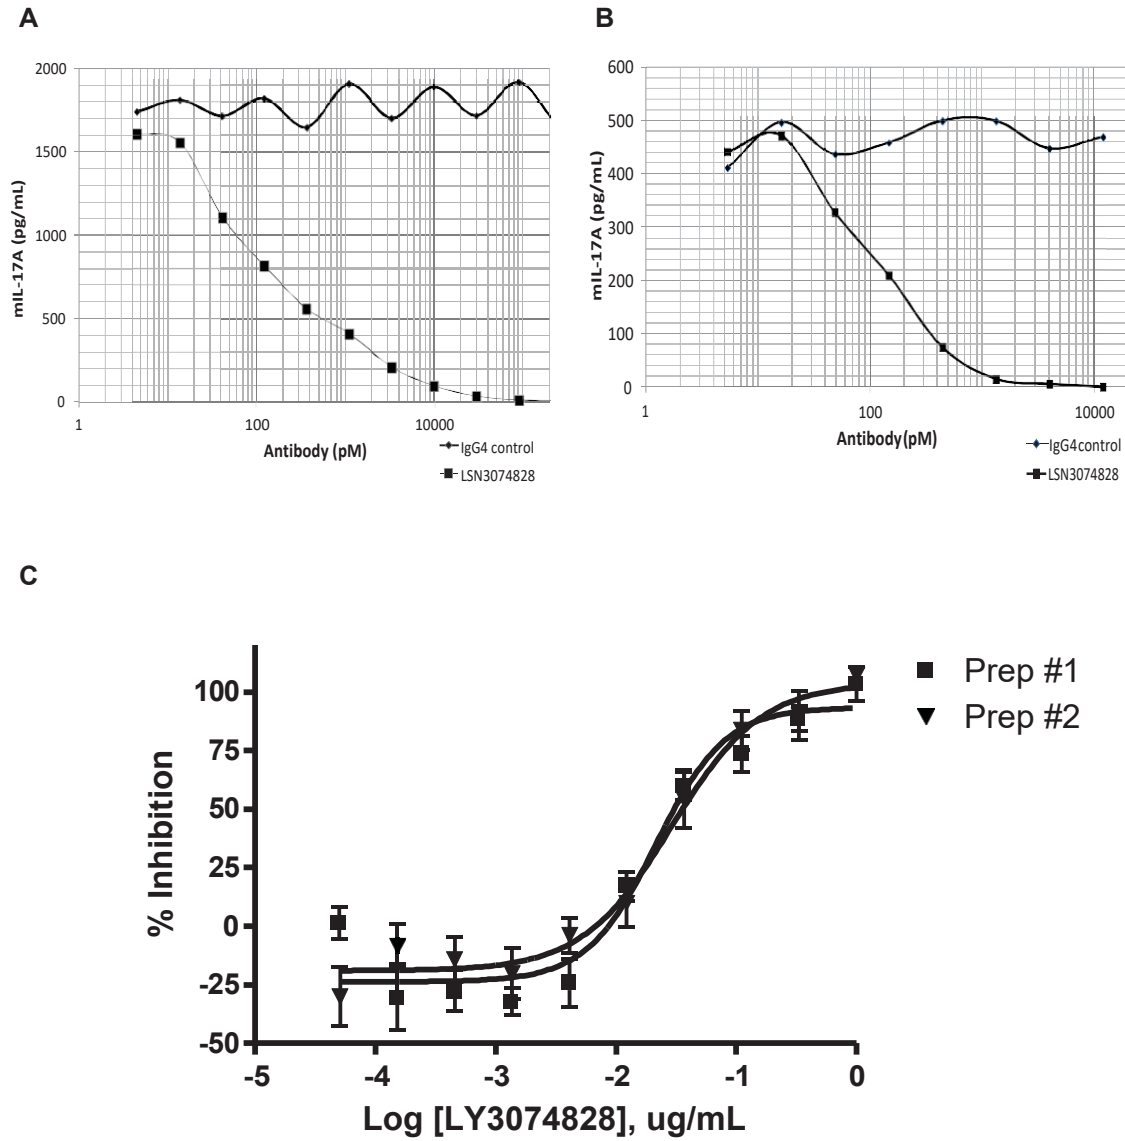 A
B
2000
1500
1000
500
0
mIL-17A (pg/mL)
1
100
10000
Antibody (pM)
IgG4 control
LSN3074828
600
500
400
300
200
100
0
mIL-17A (pg/mL)
1
100
10000
Antibody (pM)
IgG4 control
LSN3074828
C
100
75
50
25
0
-25
-50
% Inhibition
-5
-4
-3
-2
-1
0
Log [LY3074828], ug/mL
Prep #1
Prep #2